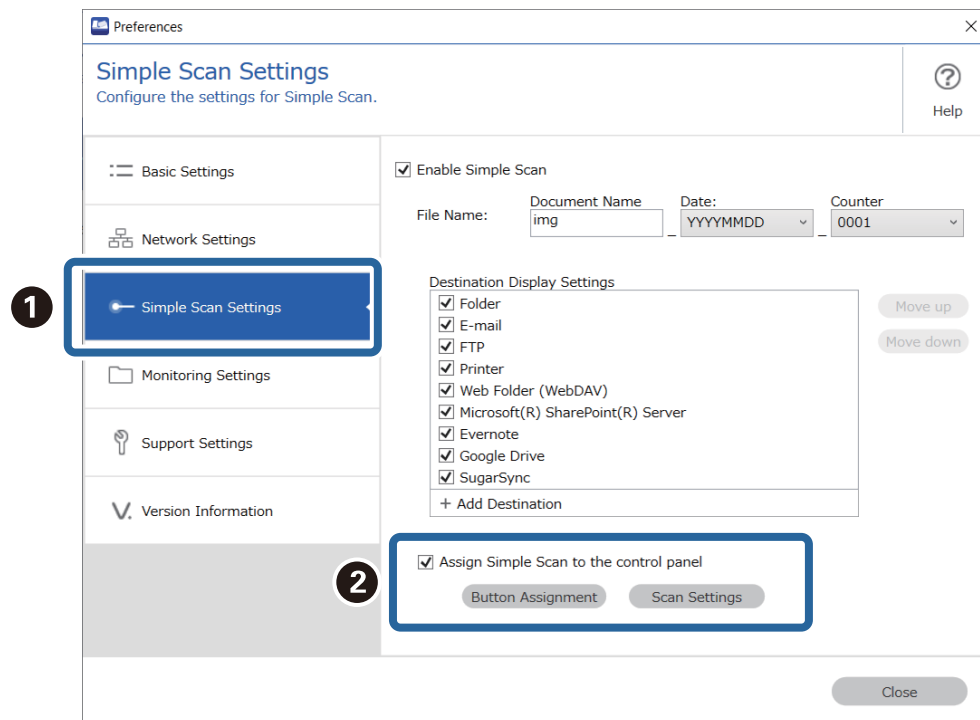 Preferences
Simple Scan Settings
Configure the settings for Simple Scan.
Help
Basic Settings
Network Settings
1
Simple Scan Settings
Monitoring Settings
Support Settings
Version Information
Enable Simple Scan
File Name:
Document Name
img
_
Date:
YYYYMMDD
_
Counter
0001
Destination Display Settings
Folder
E-mail
FTP
Printer
Web Folder (WebDAV)
Microsoft(R) SharePoint(R) Server
Evernote
Google Drive
SugarSync
+ Add Destination
Move up
Move down
2
Assign Simple Scan to the control panel
Button Assignment
Scan Settings
Close